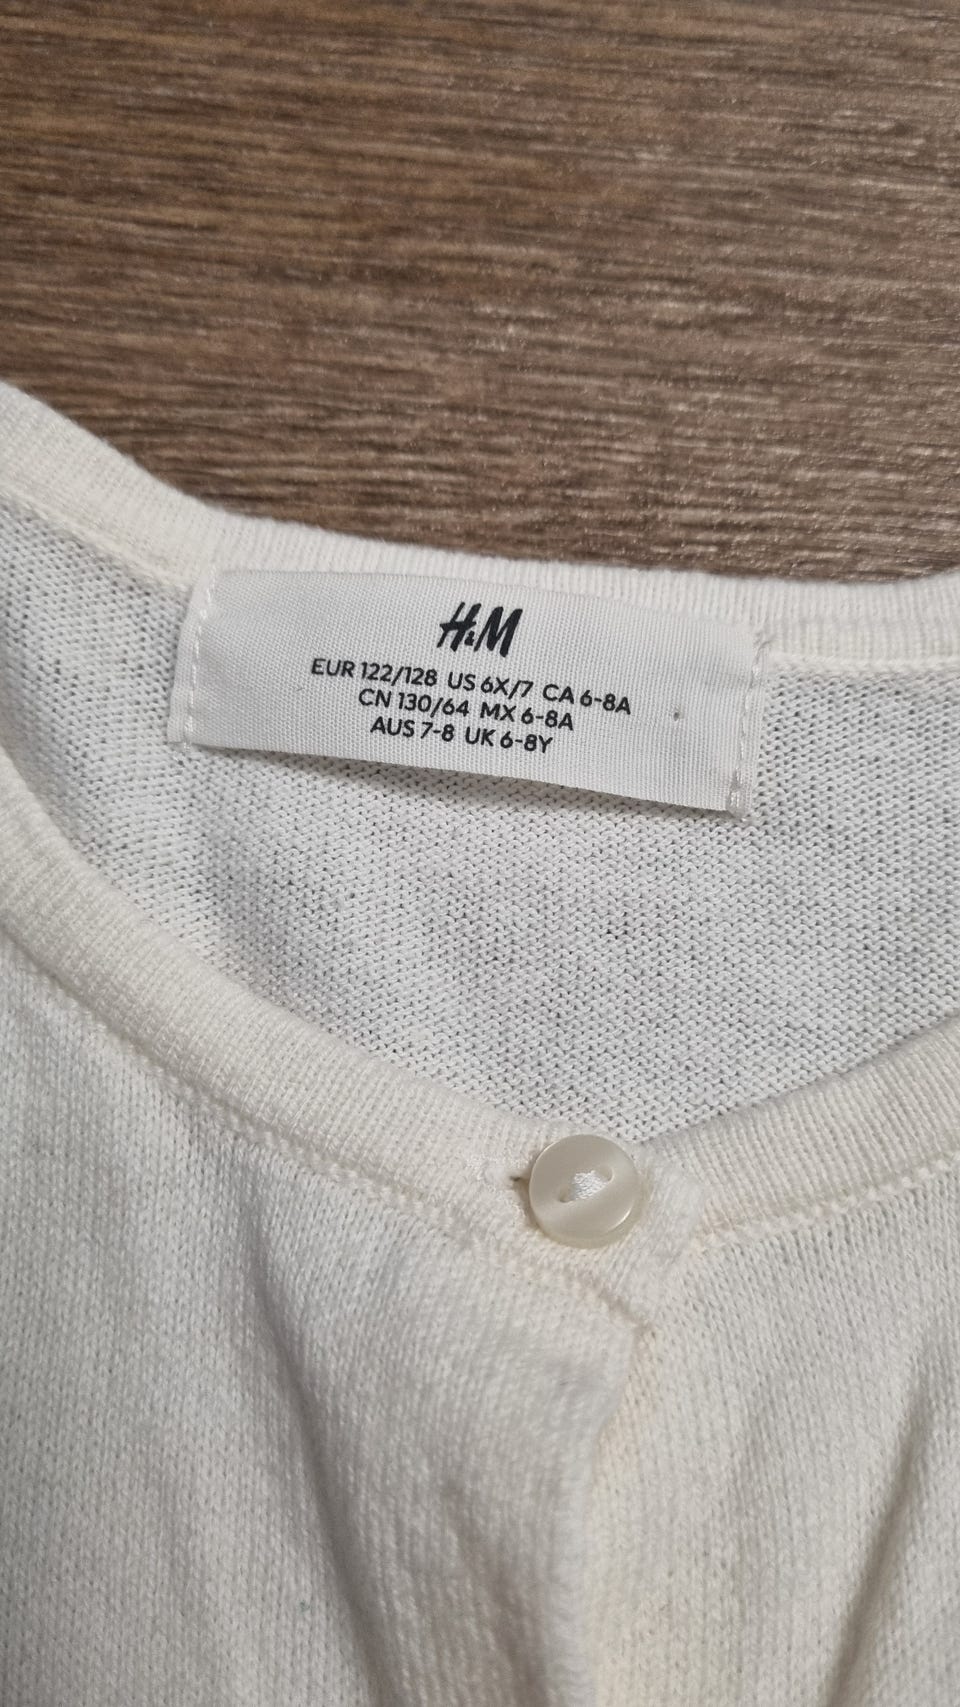 H&M
EUR 122/128 US 6X/7 CA 6-8A
CN 130/64 MX 6-8A
AUS 7-8 UK 6-8Y